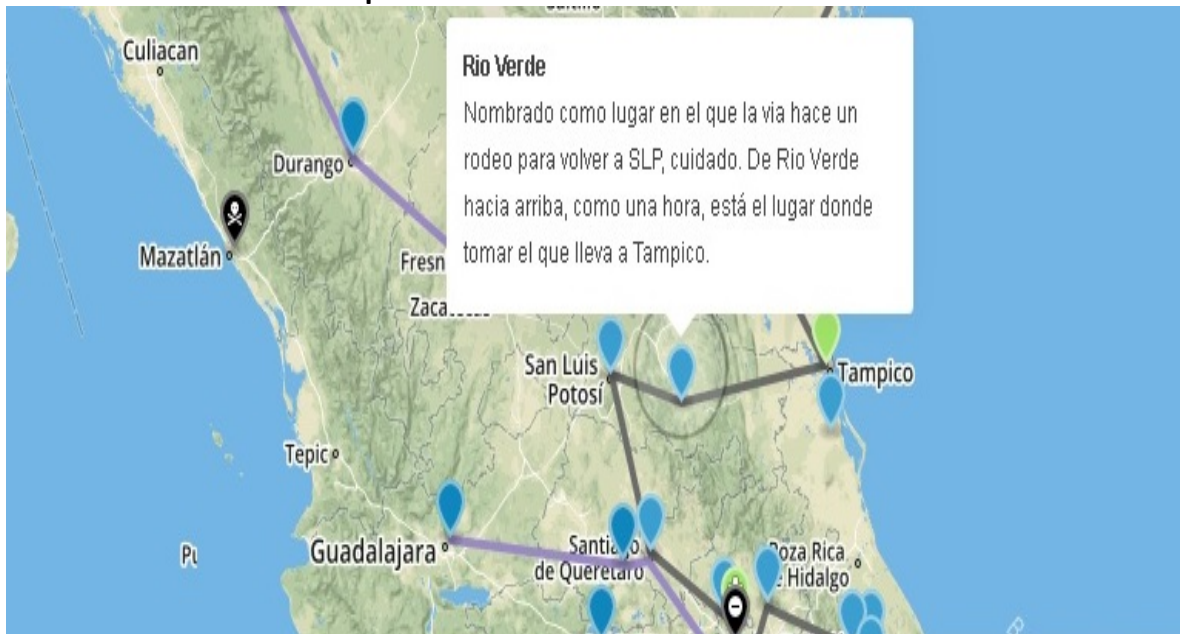 Culiacan
Rio Verde
Nombrado como lugar en el que la via hace un
rodeo para volver a SLP, cuidado. De Rio Verde
hacia arriba, como una hora, está el lugar donde
tomar el que lleva a Tampico.
Durango
Mazatlán
Fresn
San Luis
Potosí
Tampico
Tepic
Guadalajara
Santiago
de Querétaro
Poza Rica
Hidalgo